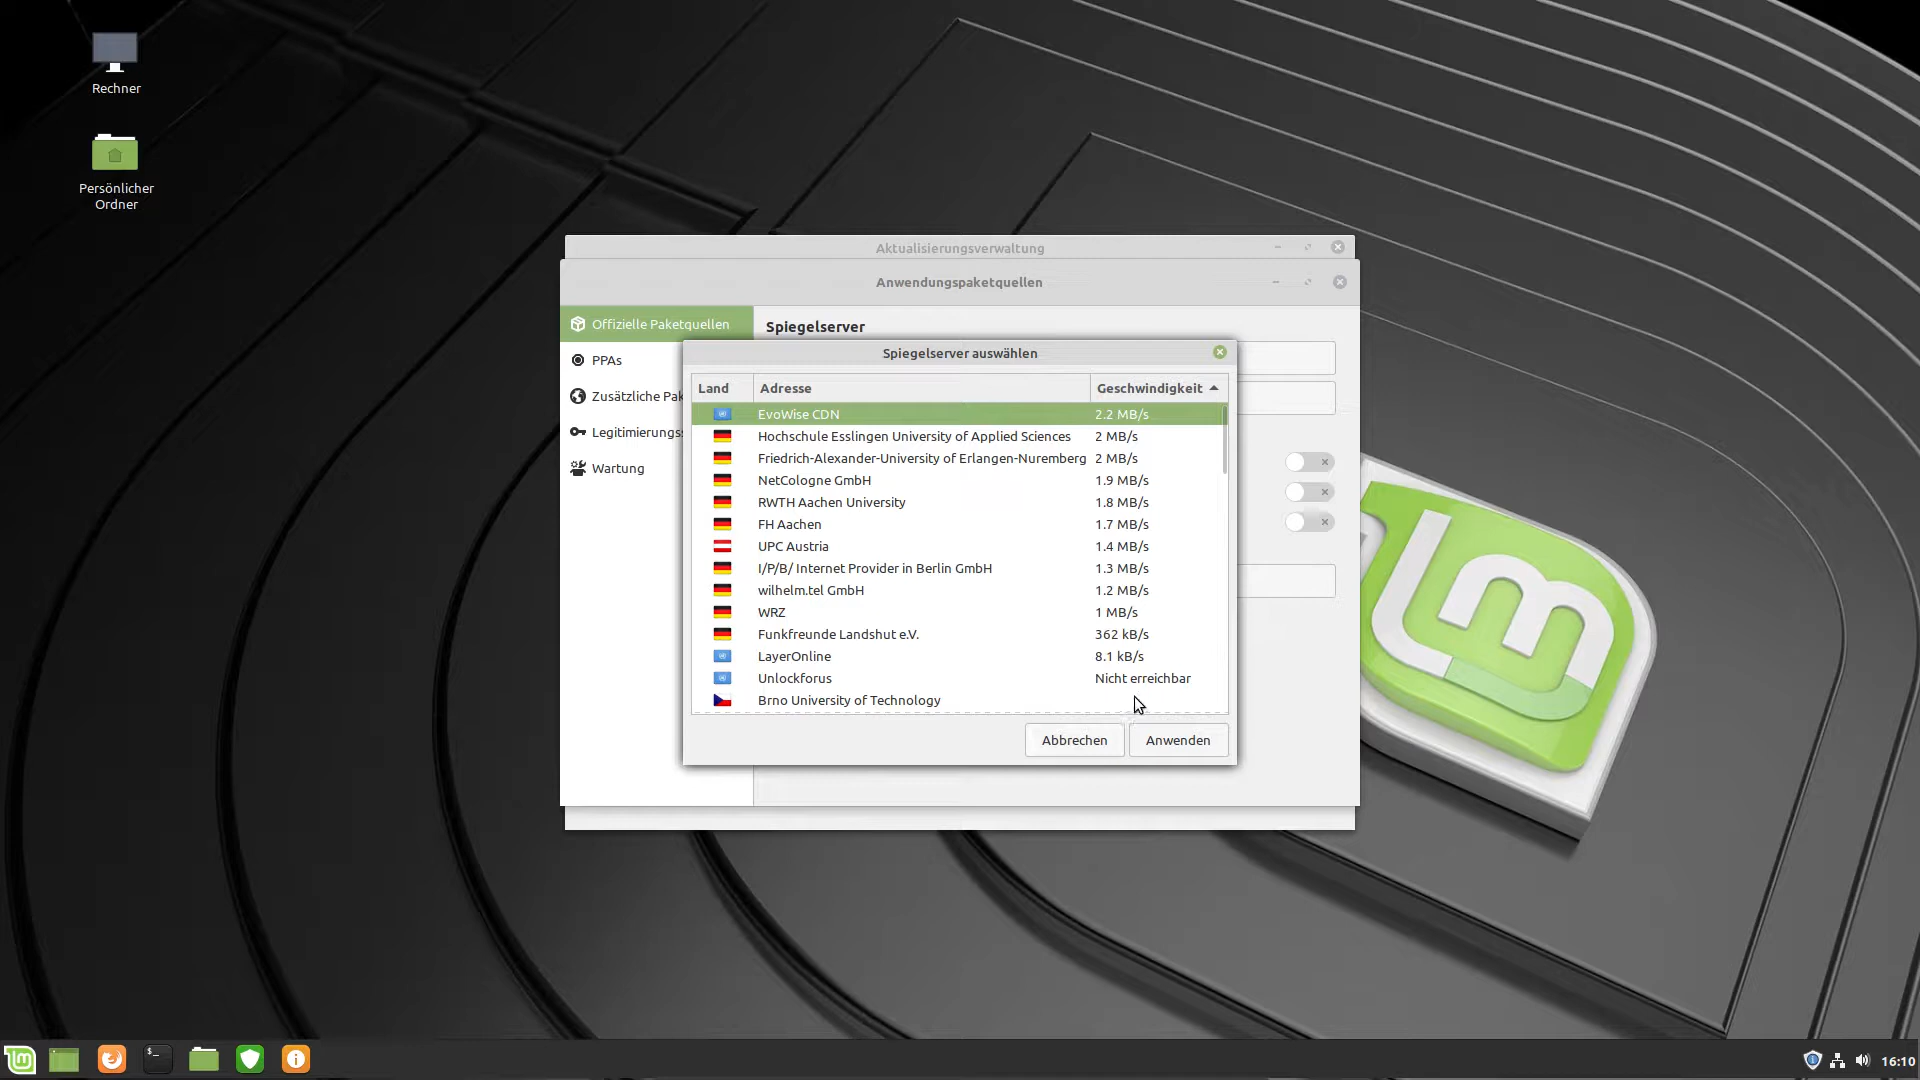 Rechner
Persönlicher
Ordner
Aktualisierungsverwaltung
Anwendungspaketquellen
Offizielle Paketquellen
PPAs
Zusätzliche Pak
Legitimierungss
Wartung
Spiegelserver
Spiegelserver auswählen
Land Adresse Geschwindigkeit
EvoWise CDN 2.2 MB/s
Hochschule Esslingen University of Applied Sciences 2 MB/s
Friedrich-Alexander-University of Erlangen-Nuremberg 2 MB/s
NetCologne GmbH 1.9 MB/s
RWTH Aachen University 1.8 MB/s
FH Aachen 1.7 MB/s
UPC Austria 1.4 MB/s
I/P/B/ Internet Provider in Berlin GmbH 1.3 MB/s
wilhelm.tel GmbH 1.2 MB/s
WRZ 1 MB/s
Funkfreunde Landshut e.V. 362 kB/s
LayerOnline 8.1 kB/s
Unlockforus Nicht erreichbar
Brno University of Technology
Abbrechen Anwenden
16:10